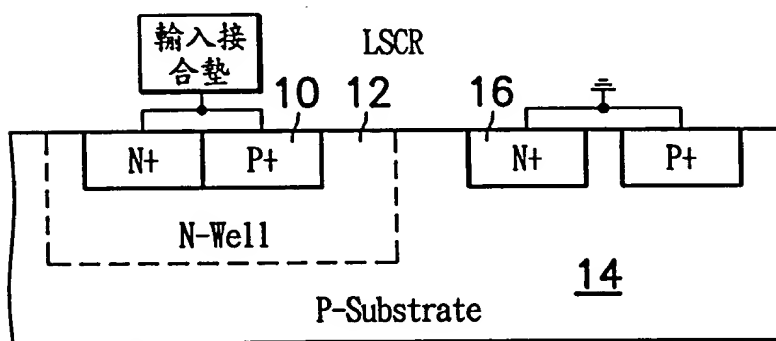 輸入接
合墊
LSCR
10
12
16
N+
P+
N+
P+
N-Well
14
P-Substrate